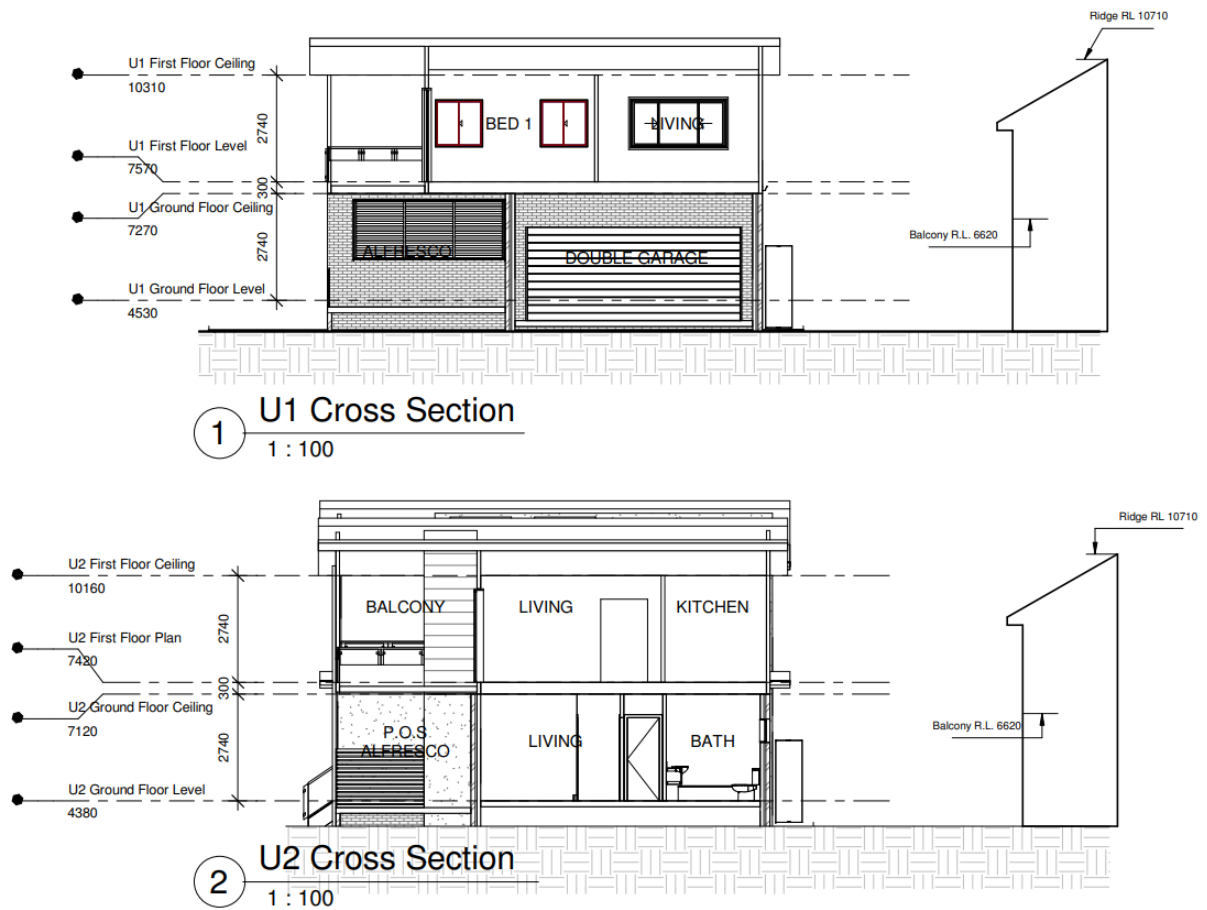 Ridge RL 10710
U1 First Floor Ceiling
10310
2740
BED 1
LIVING
U1 First Floor Level
7570
300
U1 Ground Floor Ceiling
7270
Balcony R.L. 6620
2740
ALFRESCO
DOUBLE GARAGE
U1 Ground Floor Level
4530
1
U1 Cross Section
1 : 100
Ridge RL 10710
U2 First Floor Ceiling
10160
2740
BALCONY
LIVING
KITCHEN
U2 First Floor Plan
7420
300
U2 Ground Floor Ceiling
7120
Balcony R.L. 6620
2740
P.O.S
ALFRESCO
LIVING
BATH
U2 Ground Floor Level
4380
2
U2 Cross Section
1 : 100